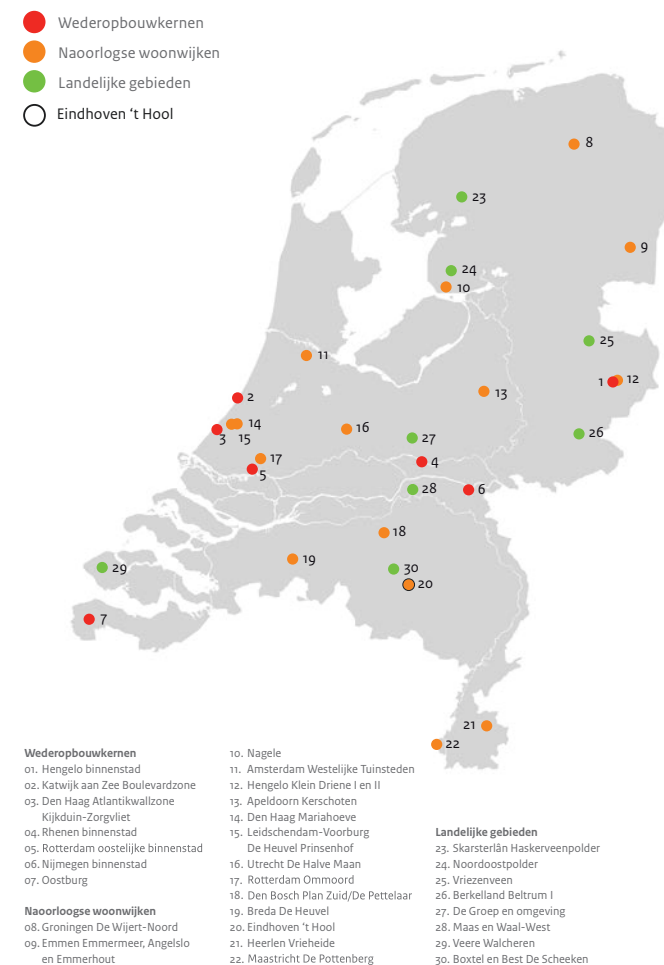 Wederopbouwkernen
Naoorlogse woonwijken
Landelijke gebieden
Eindhoven ‘t Hool
8
23
9
24
10
25
11
1
12
13
2
14
3
15
16
27
26
17
4
5
28
6
18
19
30
29
20
7
21
22
Wederopbouwkernen
01. Hengelo binnenstad
02. Katwijk aan Zee Boulevardzone
03. Den Haag Atlantikwallzone
Kijkduin-Zorgvliet
04. Rhenen binnenstad
05. Rotterdam oostelijke binnenstad
06. Nijmegen binnenstad
07. Oostburg
Naoorloogse woonwijken
08. Groningen De Wijert-Noord
09. Emmen Emmermeer, Angelslo
en Emmerhout
10. Nagele
11. Amsterdam Westelijke Tuinsteden
12. Hengelo Klein Driene I en II
13. Apeldoorn Kerschoten
14. Den Haag Mariahoeve
15. Leidschendam-Voorburg
De Heuvel Prinsenhof
16. Utrecht De Halve Maan
17. Rotterdam Ommoord
18. Den Bosch Plan Zuid/De Pettelaar
19. Breda De Heuvel
20. Eindhoven ‘t Hool
21. Heerlen Vrieheide
22. Maastricht De Pottenberg
Landelijke gebieden
23. Skarsterlân Haskerveenpolder
24. Noordoostpolder
25. Vriezenveen
26. Berkelland Beltrum I
27. De Groep en omgeving
28. Maas en Waal-West
29. Veere Walcheren
30. Boxtel en Best De Scheeken